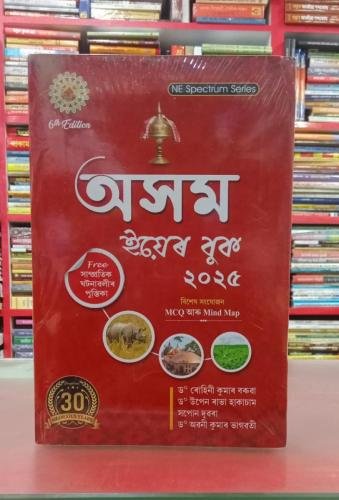 NE Spectrum Series
6th Edition
অসম
ইয়েৰ বুক
২০২৫
Free
সাম্প্ৰতিক
ঘটনাৱলীৰ
পুস্তিকা
বিশেষ সংযোজন
MCQ আৰু Mind Map
30
ড° ৰোহিনী কুমাৰ বৰুৱা
ড° উপেন ৰাভা হাকাচাম
সপোন দুৱৰা
ড° অৱনী কুমাৰ ভাগৱতী